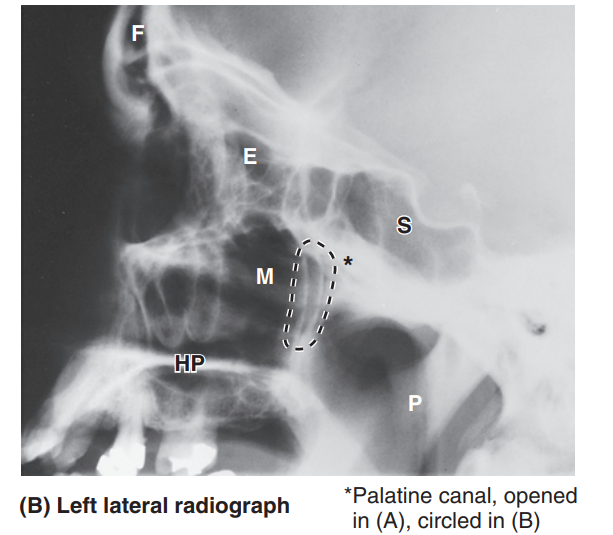 F
E
S
*
M
HP
P
(B) Left lateral radiograph
*Palatine canal, opened
in (A), circled in (B)